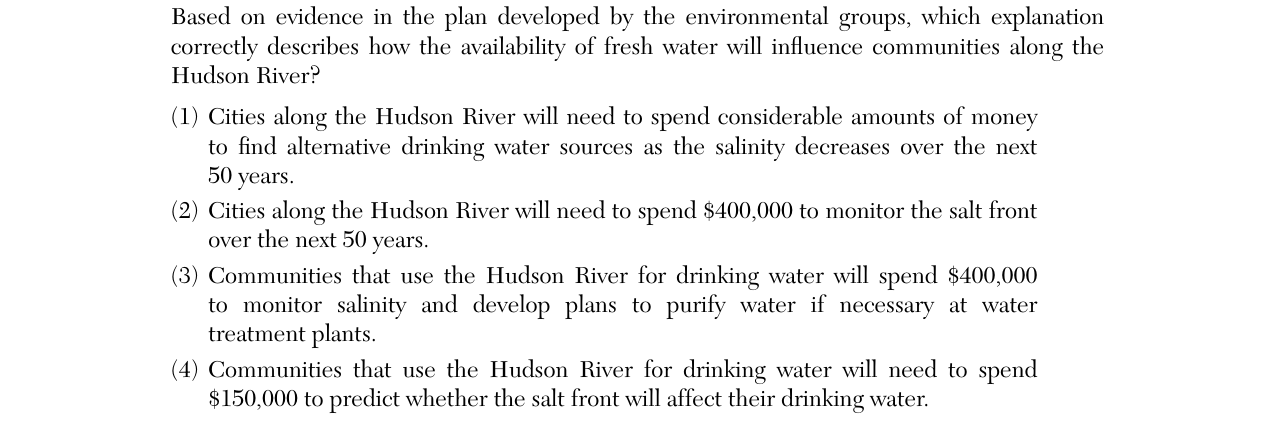 Based on evidence in the plan developed by the environmental groups, which explanation
correctly describes how the availability of fresh water will influence communities along the
Hudson River?
(1) Cities along the Hudson River will need to spend considerable amounts of money
to find alternative drinking water sources as the salinity decreases over the next
50 years.
(2) Cities along the Hudson River will need to spend $400,000 to monitor the salt front
over the next 50 years.
(3) Communities that use the Hudson River for drinking water will spend $400,000
to monitor salinity and develop plans to purify water if necessary at water
treatment plants.
(4) Communities that use the Hudson River for drinking water will need to spend
$150,000 to predict whether the salt front will affect their drinking water.